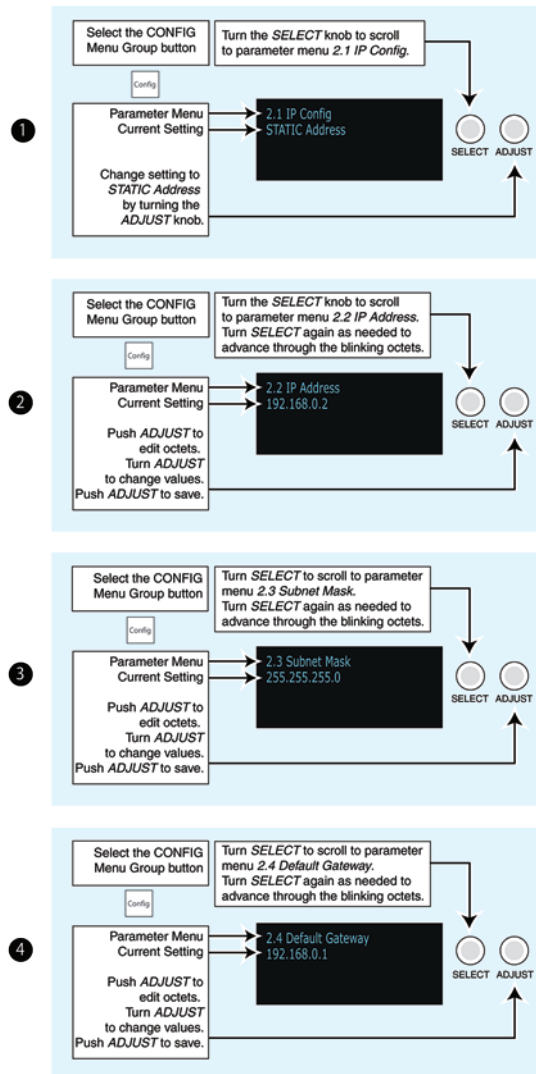 Select the CONFIG
Menu Group button
Turn the SELECT knob to scroll
to parameter menu 2.1 IP Config.
Config
Parameter Menu
Current Setting
2.1 IP Config
STATIC Address
SELECT
ADJUST
Change setting to
STATIC Address
by turning the
ADJUST knob.
1
Select the CONFIG
Menu Group button
Turn the SELECT knob to scroll
to parameter menu 2.2 IP Address.
Turn SELECT again as needed to
advance through the blinking octets.
Config
Parameter Menu
Current Setting
2.2 IP Address
192.168.0.2
SELECT
ADJUST
Push ADJUST to
edit octets.
Turn ADJUST
to change values.
Push ADJUST to save.
2
Select the CONFIG
Menu Group button
Turn SELECT to scroll to parameter
menu 2.3 Subnet Mask.
Turn SELECT again as needed to
advance through the blinking octets.
Config
Parameter Menu
Current Setting
2.3 Subnet Mask
255.255.255.0
SELECT
ADJUST
Push ADJUST to
edit octets.
Turn ADJUST
to change values.
Push ADJUST to save.
3
Select the CONFIG
Menu Group button
Turn SELECT to scroll to parameter
menu 2.4 Default Gateway.
Turn SELECT again as needed to
advance through the blinking octets.
Config
Parameter Menu
Current Setting
2.4 Default Gateway
192.168.0.1
SELECT
ADJUST
Push ADJUST to
edit octets.
Turn ADJUST
to change values.
Push ADJUST to save.
4